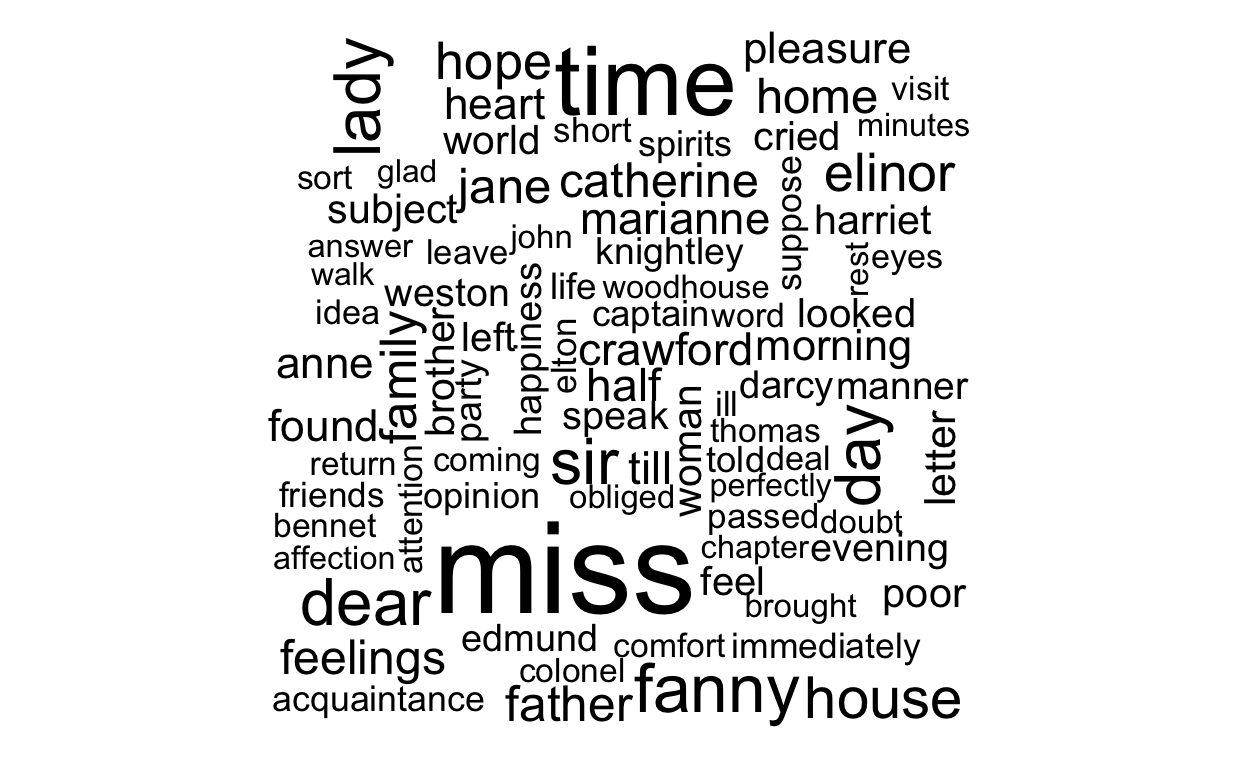 lady
hope
time
pleasure
heart
home
visit
world
short
spirits
cried
minutes
sort
glad
jane
catherine
suppose
elinor
subject
marianne
harriet
answer
leave
john
knightley
rest
eyes
walk
weston
happiness
life
woodhouse
idea
family
brother
left
captain
word
looked
anne
party
elton
crawford
morning
half
darcy
manner
found
speak
woman
ill
thomas
day
letter
return
attention
coming
sir
till
told
deal
friends
opinion
obliged
perfectly
bennet
passed
doubt
affection
miss
chapter
evening
dear
feel
brought
poor
feelings
edmund
comfort
immediately
colonel
acquaintance
father
fanny
house